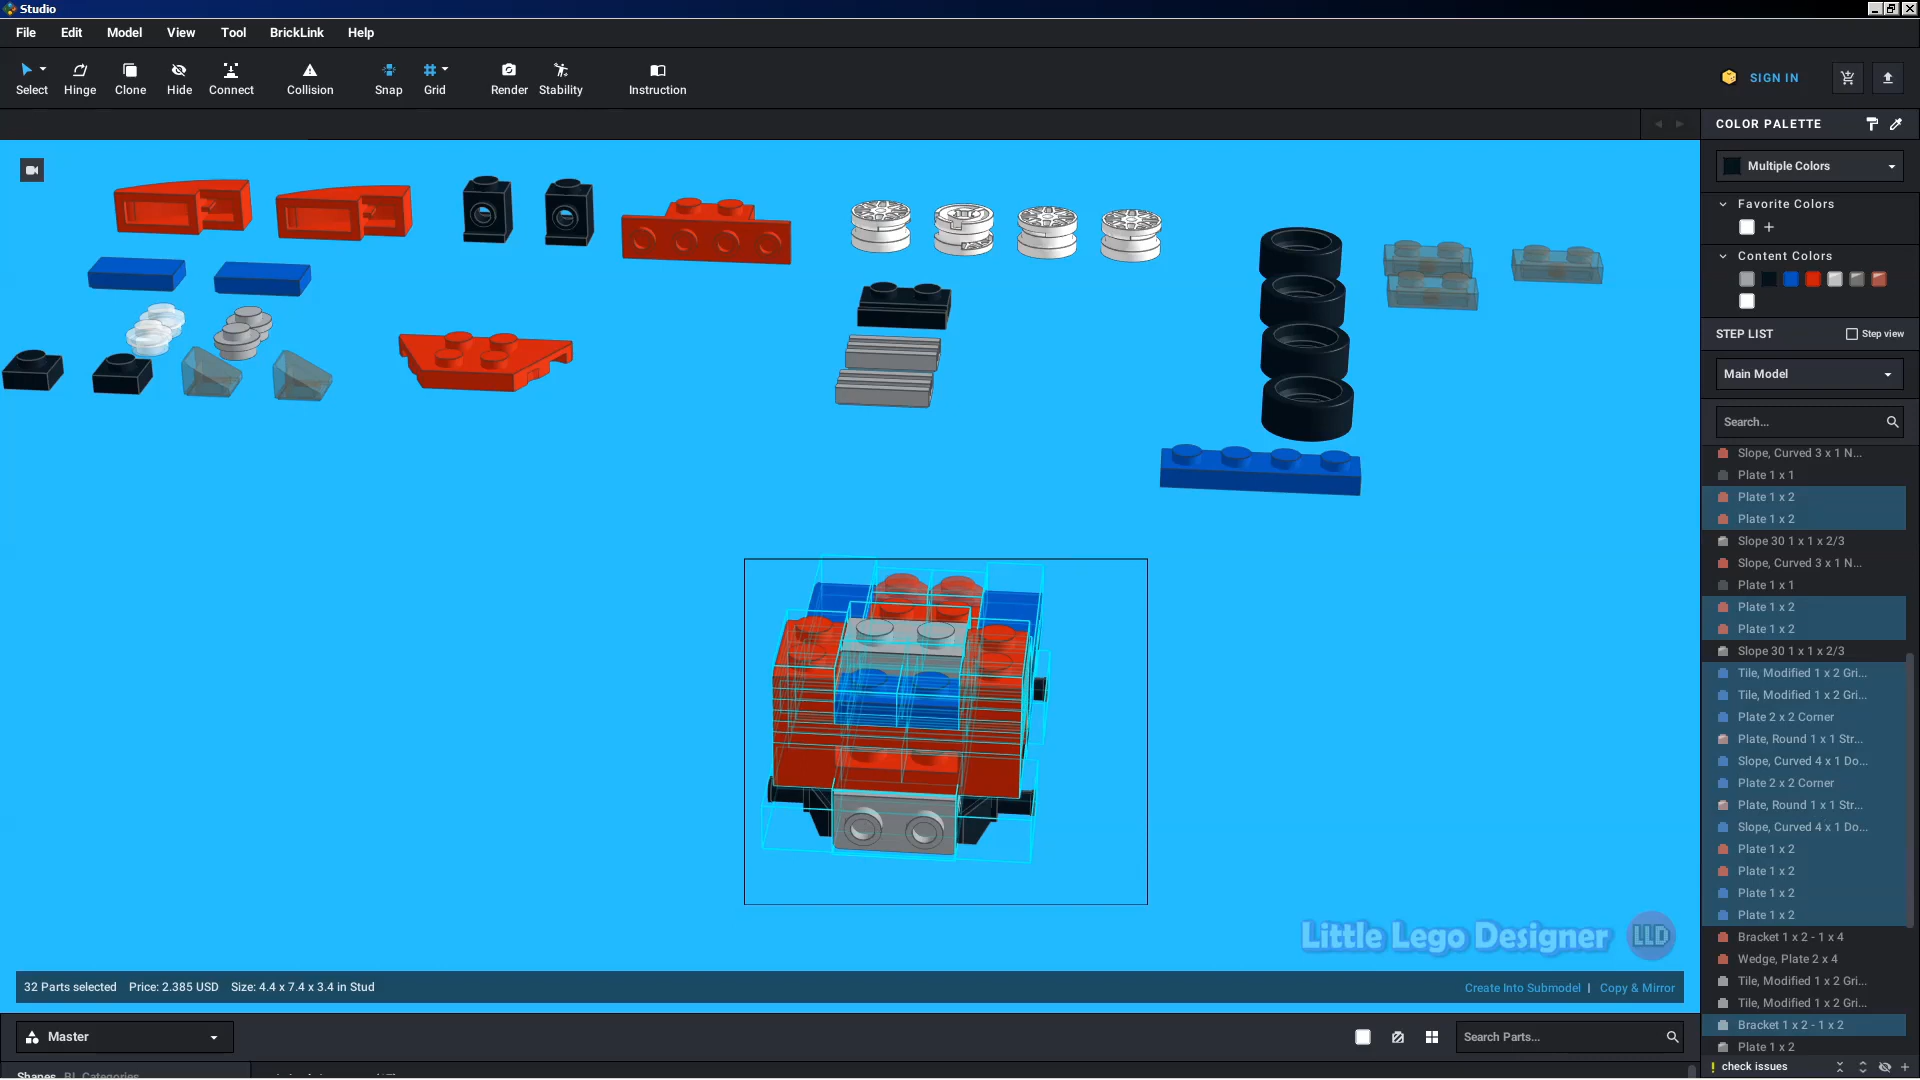 Studio
File Edit Model View Tool BrickLink Help
Select Hinge Clone Hide Connect Collision Snap Grid Render Stability Instruction
SIGN IN
COLOR PALETTE
Multiple Colors
Favorite Colors
Content Colors
STEP LIST
Step view
Main Model
Search...
Slope, Curved 3 x 1 N...
Plate 1 x 1
Plate 1 x 2
Plate 1 x 2
Slope 30 1 x 1 x 2/3
Slope, Curved 3 x 1 N...
Plate 1 x 1
Plate 1 x 2
Plate 1 x 2
Slope 30 1 x 1 x 2/3
Tile, Modified 1 x 2 Gri...
Tile, Modified 1 x 2 Gri...
Plate 2 x 2 Corner
Plate, Round 1 x 1 Str...
Slope, Curved 4 x 1 Do...
Plate 2 x 2 Corner
Plate, Round 1 x 1 Str...
Slope, Curved 4 x 1 Do...
Plate 1 x 2
Plate 1 x 2
Plate 1 x 2
Plate 1 x 2
Bracket 1 x 2 - 1 x 4
Wedge, Plate 2 x 4
Tile, Modified 1 x 2 Gri...
Tile, Modified 1 x 2 Gri...
Bracket 1 x 2 - 1 x 2
Plate 1 x 2
check issues
Little Lego Designer LLD
32 Parts selected Price: 2.385 USD Size: 4.4 x 7.4 x 3.4 in Stud
Create Into Submodel | Copy & Mirror
Master
Search Parts...
Shapes BL Categories